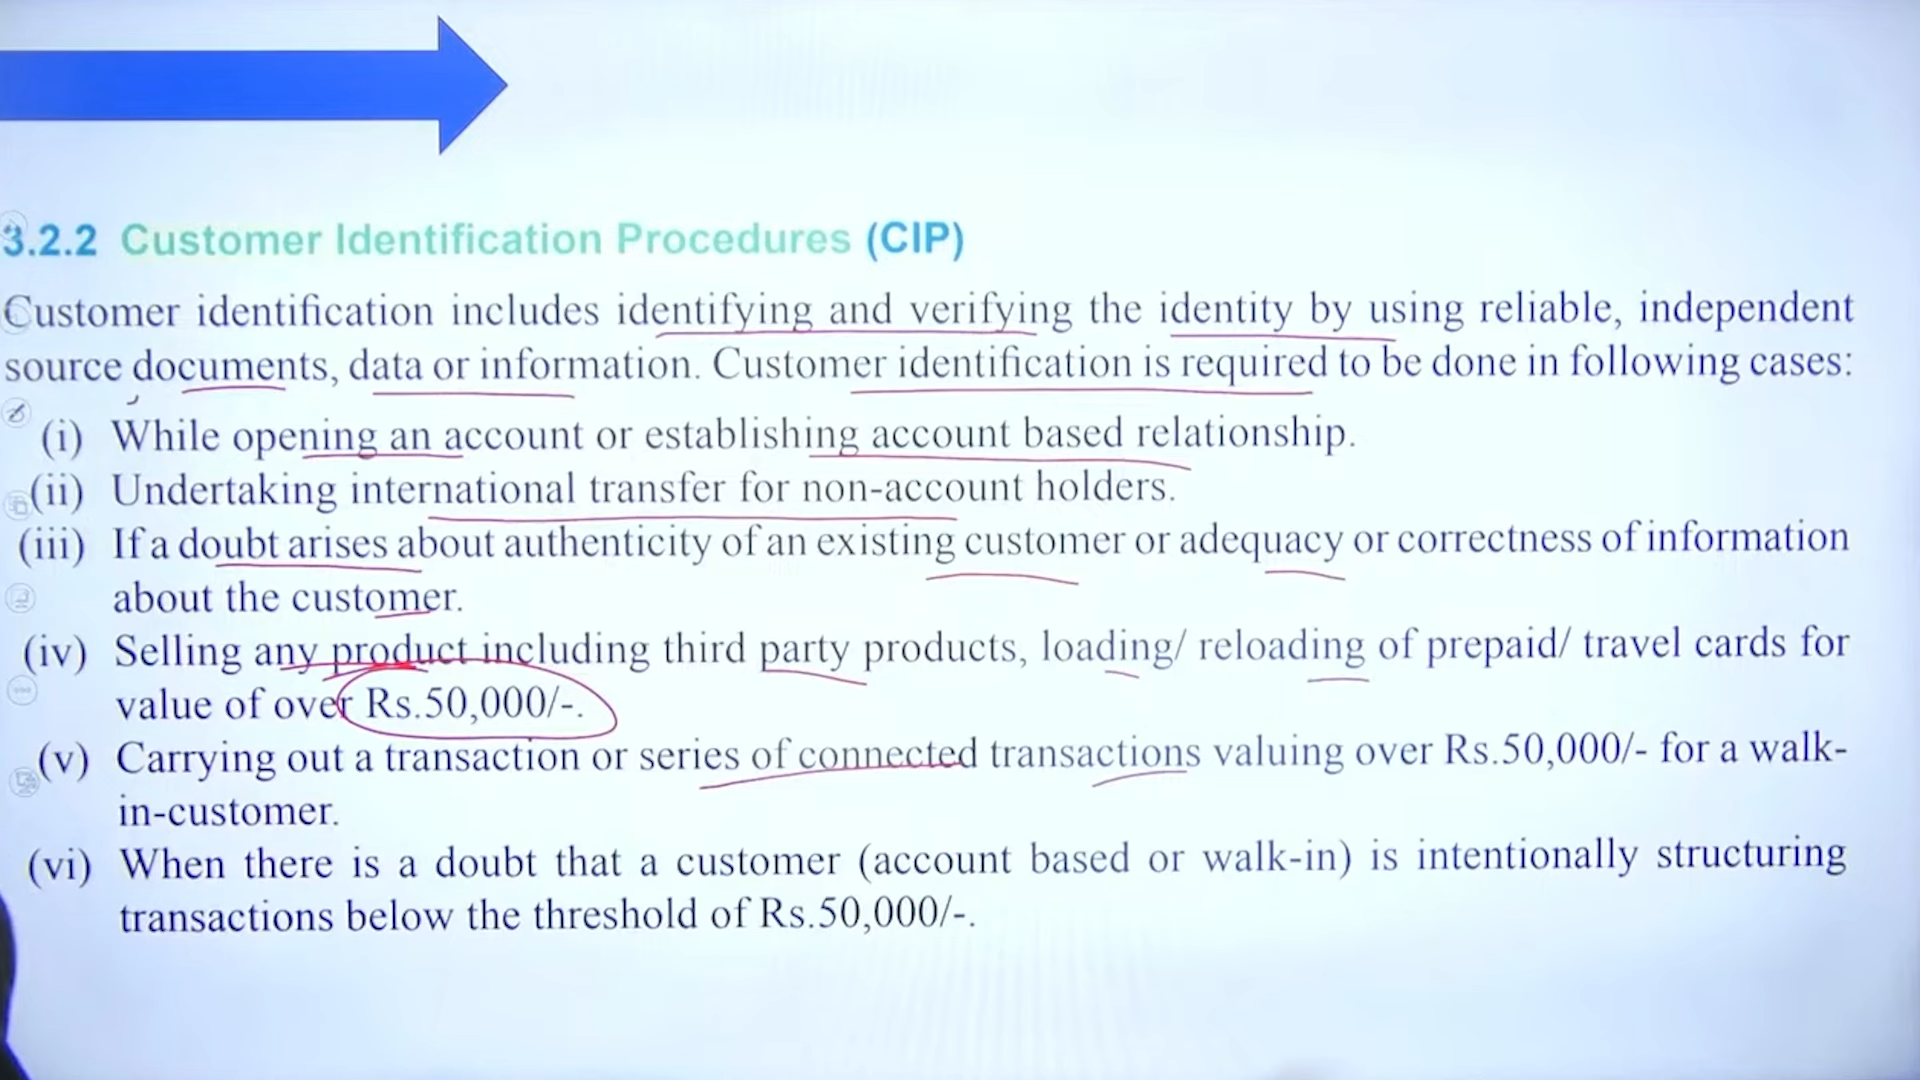 3.2.2 Customer Identification Procedures (CIP)
Customer identification includes identifying and verifying the identity by using reliable, independent
source documents, data or information. Customer identification is required to be done in following cases:
(i) While opening an account or establishing account based relationship.
(ii) Undertaking international transfer for non-account holders.
(iii) If a doubt arises about authenticity of an existing customer or adequacy or correctness of information
about the customer.
(iv) Selling any product including third party products, loading/ reloading of prepaid/ travel cards for
value of over Rs.50,000/-.
(v) Carrying out a transaction or series of connected transactions valuing over Rs.50,000/- for a walk-
in-customer.
(vi) When there is a doubt that a customer (account based or walk-in) is intentionally structuring
transactions below the threshold of Rs.50,000/-.